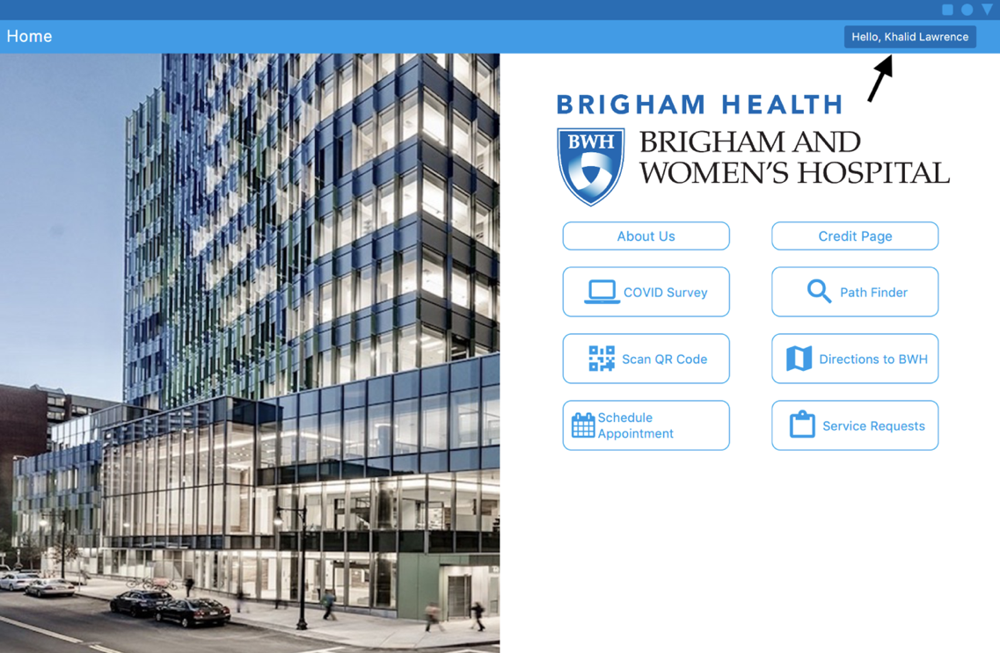 Home
Hello, Khalid Lawrence
BRIGHAM HEALTH
BWH
BRIGHAM AND
WOMEN'S HOSPITAL
About Us
Credit Page
COVID Survey
Path Finder
Scan QR Code
Directions to BWH
Schedule
Appointment
Service Requests